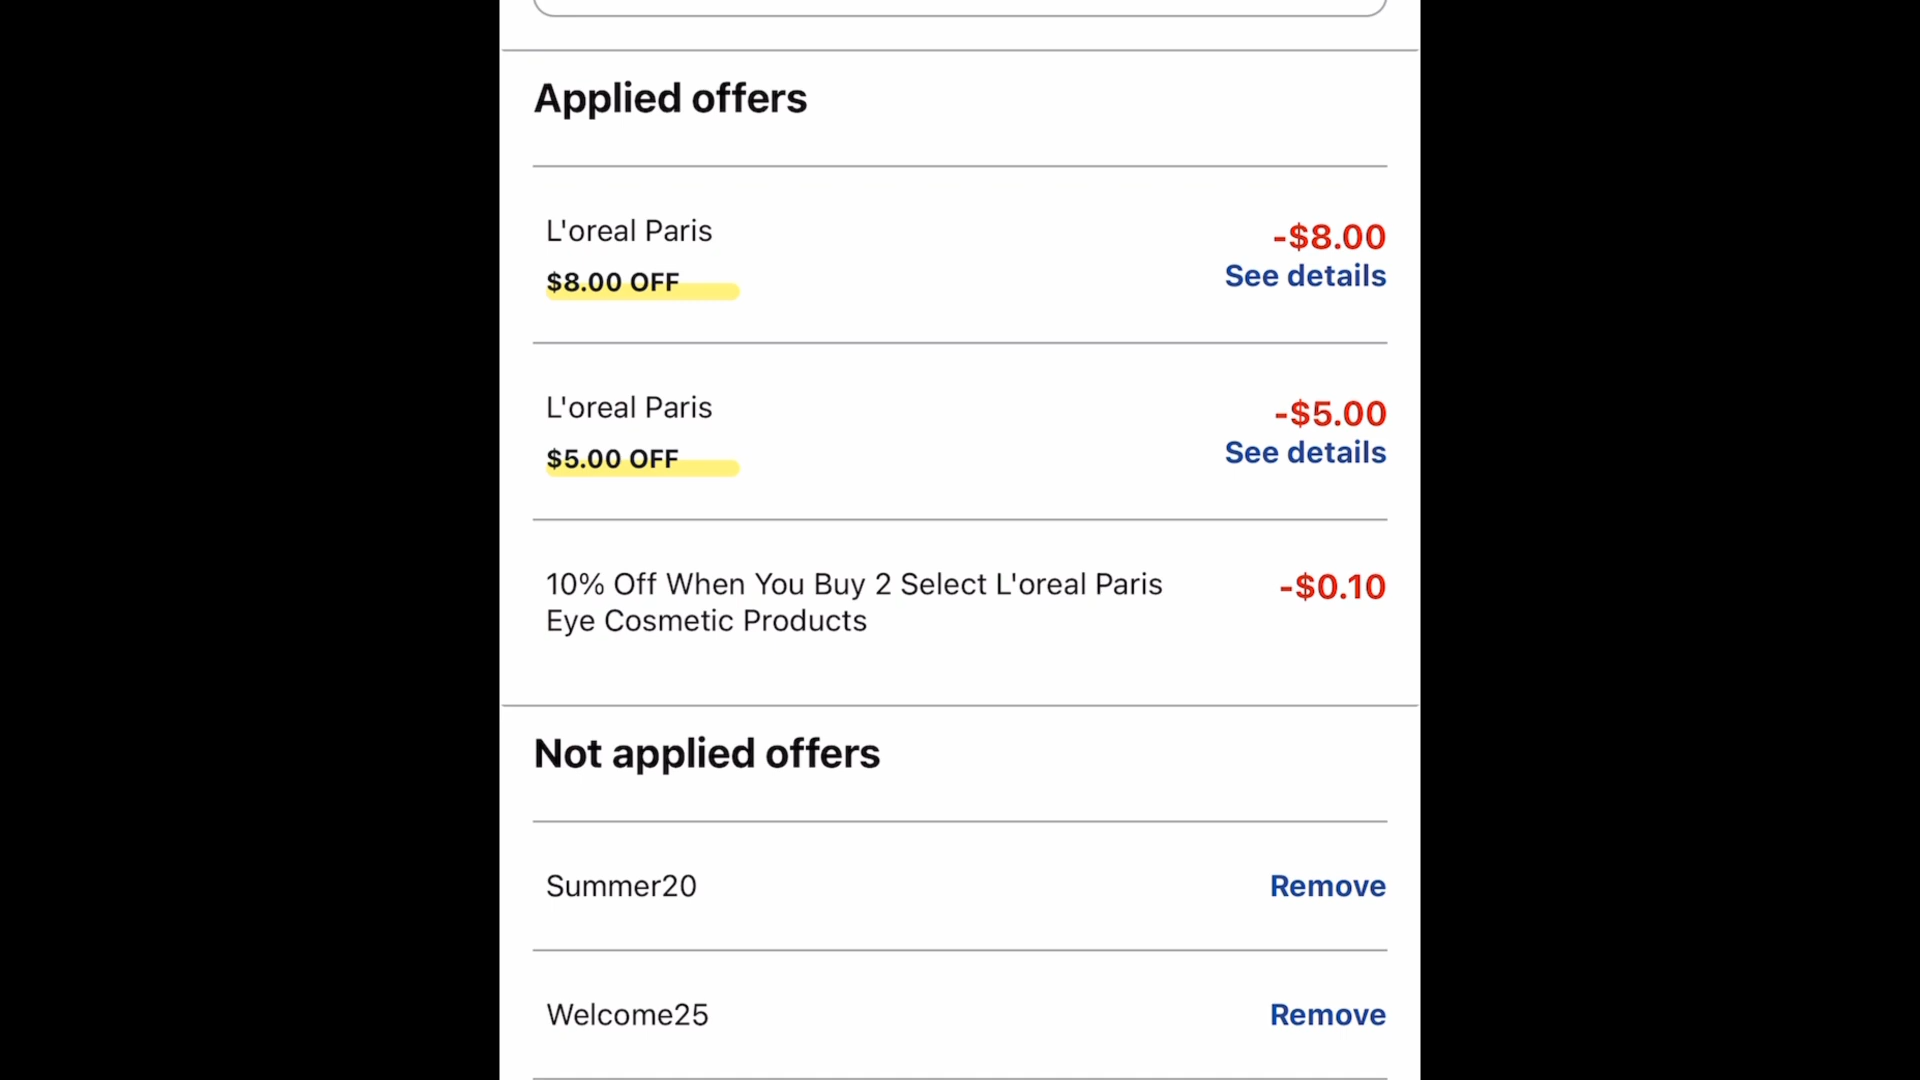 Applied offers
L'oreal Paris
-$8.00
$8.00 OFF
See details
L'oreal Paris
-$5.00
$5.00 OFF
See details
10% Off When You Buy 2 Select L'oreal Paris
Eye Cosmetic Products
-$0.10
Not applied offers
Summer20
Remove
Welcome25
Remove